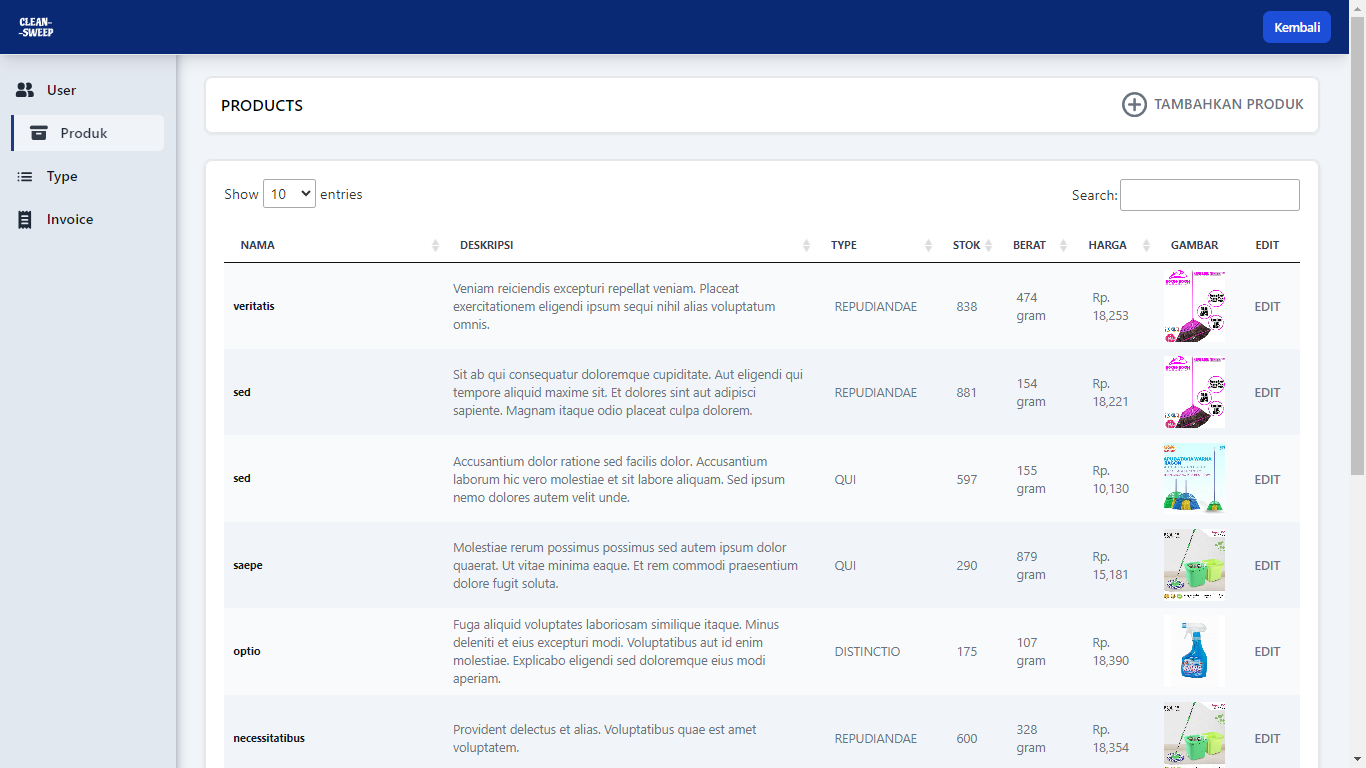 CLEAN-
-SWEEP
Kembali
User
Produk
Type
Invoice
PRODUCTS
TAMBAHKAN PRODUK
Show 10 entries
Search:
NAMA DESKRIPSI TYPE STOK BERAT HARGA GAMBAR EDIT
veritatis
Veniam reiciendis excepturi repellat veniam. Placeat
exercitationem eligendi ipsum sequi nihil alias voluptatum
omnis.
REPUDIANDAE
838
474
gram
Rp.
18,253
EDIT
sed
Sit ab qui consequatur doloremque cupiditate. Aut eligendi qui
tempore aliquid maxime sit. Et dolores sint aut adipisci
sapiente. Magnam itaque odio placeat culpa dolorem.
REPUDIANDAE
881
154
gram
Rp.
18,221
EDIT
sed
Accusantium dolor ratione sed facilis dolor. Accusantium
laborum hic vero molestiae et sit labore aliquam. Sed ipsum
nemo dolores autem velit unde.
QUI
597
155
gram
Rp.
10,130
EDIT
saepe
Molestiae rerum possimus possimus sed autem ipsum dolor
quaerat. Ut vitae minima eaque. Et rem commodi praesentium
dolore fugit soluta.
QUI
290
879
gram
Rp.
15,181
EDIT
optio
Fuga aliquid voluptates laboriosam similique itaque. Minus
deleniti et eius excepturi modi. Voluptatibus aut id enim
molestiae. Explicabo eligendi sed doloremque eius modi
aperiam.
DISTINCTIO
175
107
gram
Rp.
18,390
EDIT
necessitatibus
Provident delectus et alias. Voluptatibus quae est amet
voluptatem.
REPUDIANDAE
600
328
gram
Rp.
18,354
EDIT